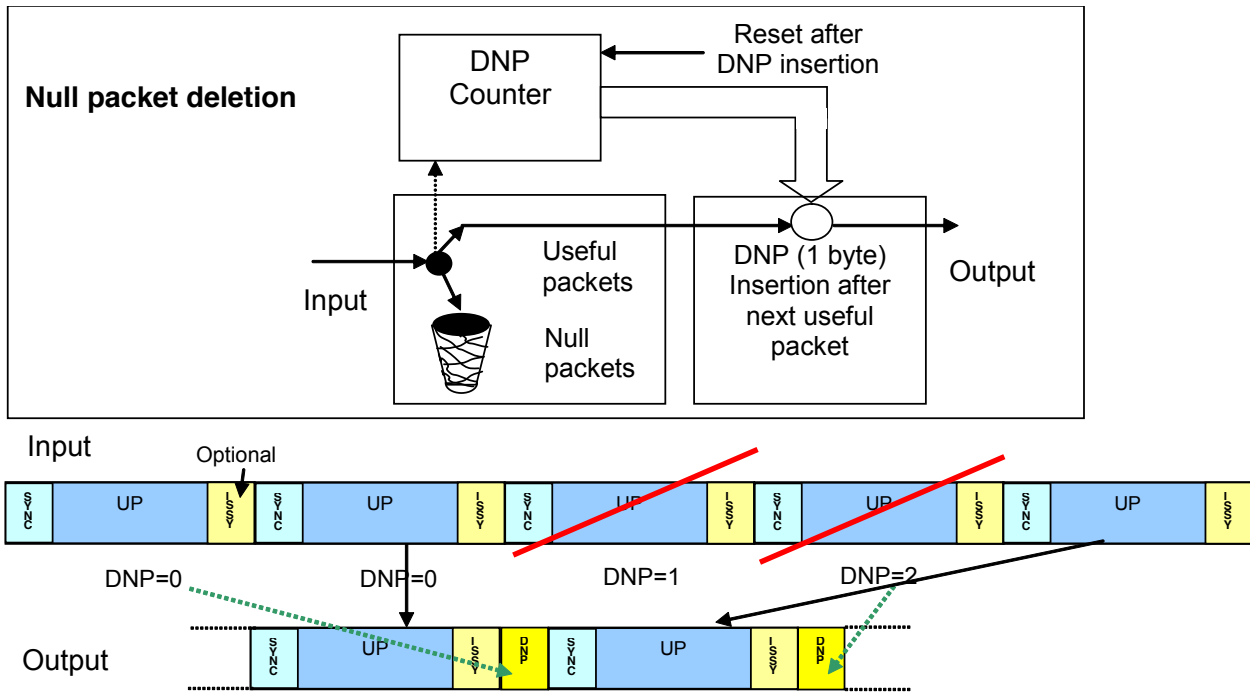 Null packet deletion
DNP
Counter
Reset after
DNP insertion
Input
Useful
packets
Null
packets
DNP (1 byte)
Insertion after
next useful
packet
Output
Input
Optional
SYNC UP ISSY SYNC UP ISSY SYNC UP ISSY SYNC UP ISSY SYNC UP ISSY
DNP=0 DNP=0 DNP=1 DNP=2
Output
SYNC UP ISSY DNP SYNC UP ISSY DNP